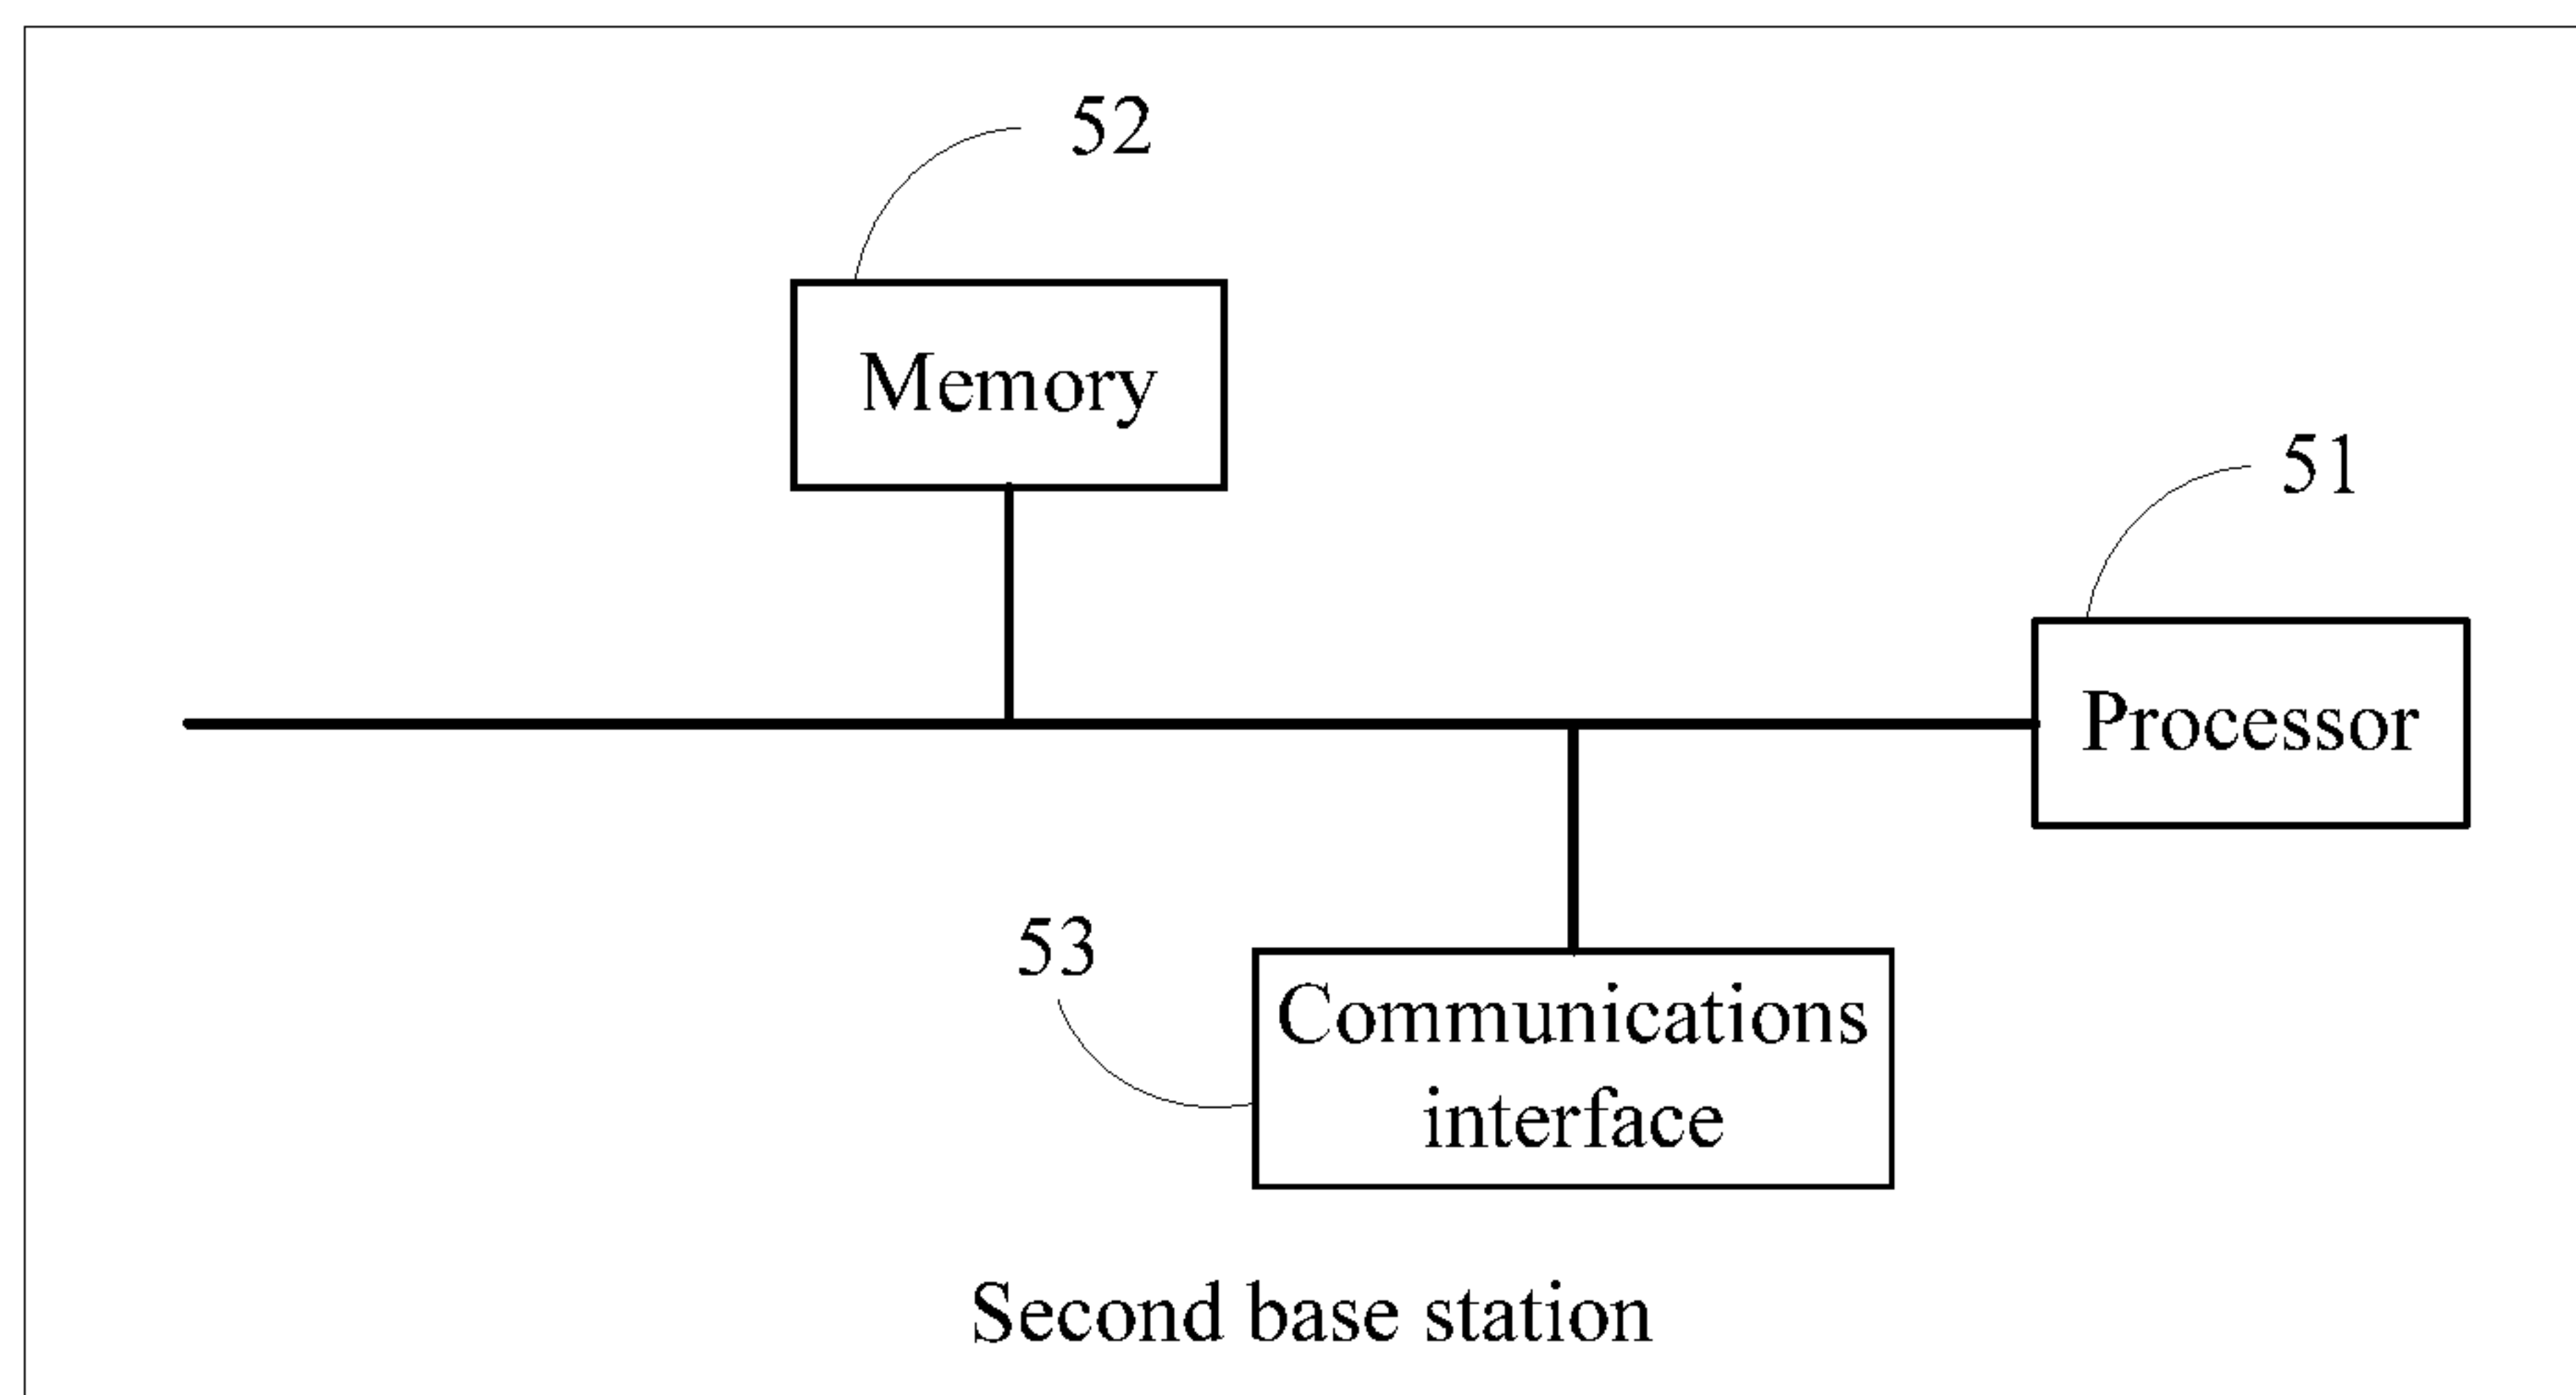 52
Memory
51
Processor
53
Communications
interface
Second base station